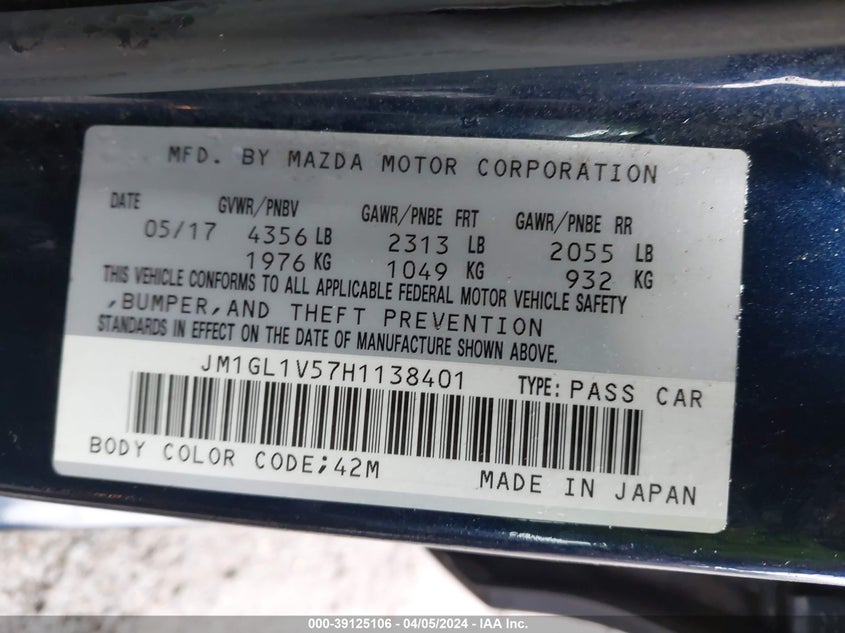 MFD. BY MAZDA MOTOR CORPORATION
DATE GVWR/PNBV GAWR/PNBE FRT GAWR/PNBE RR
05/17 4356 LB 2313 LB 2055 LB
1976 KG 1049 KG 932 KG
THIS VEHICLE CONFORMS TO ALL APPLICABLE FEDERAL MOTOR VEHICLE SAFETY
,BUMPER,AND THEFT PREVENTION
STANDARDS IN EFFECT ON THE DATE OF MANUFACTURE SHOWN ABOVE.
JM1GL1V57H1138401 TYPE: PASS CAR
BODY COLOR CODE;42M MADE IN JAPAN
000-39125106 - 04/05/2024 - IAA Inc.